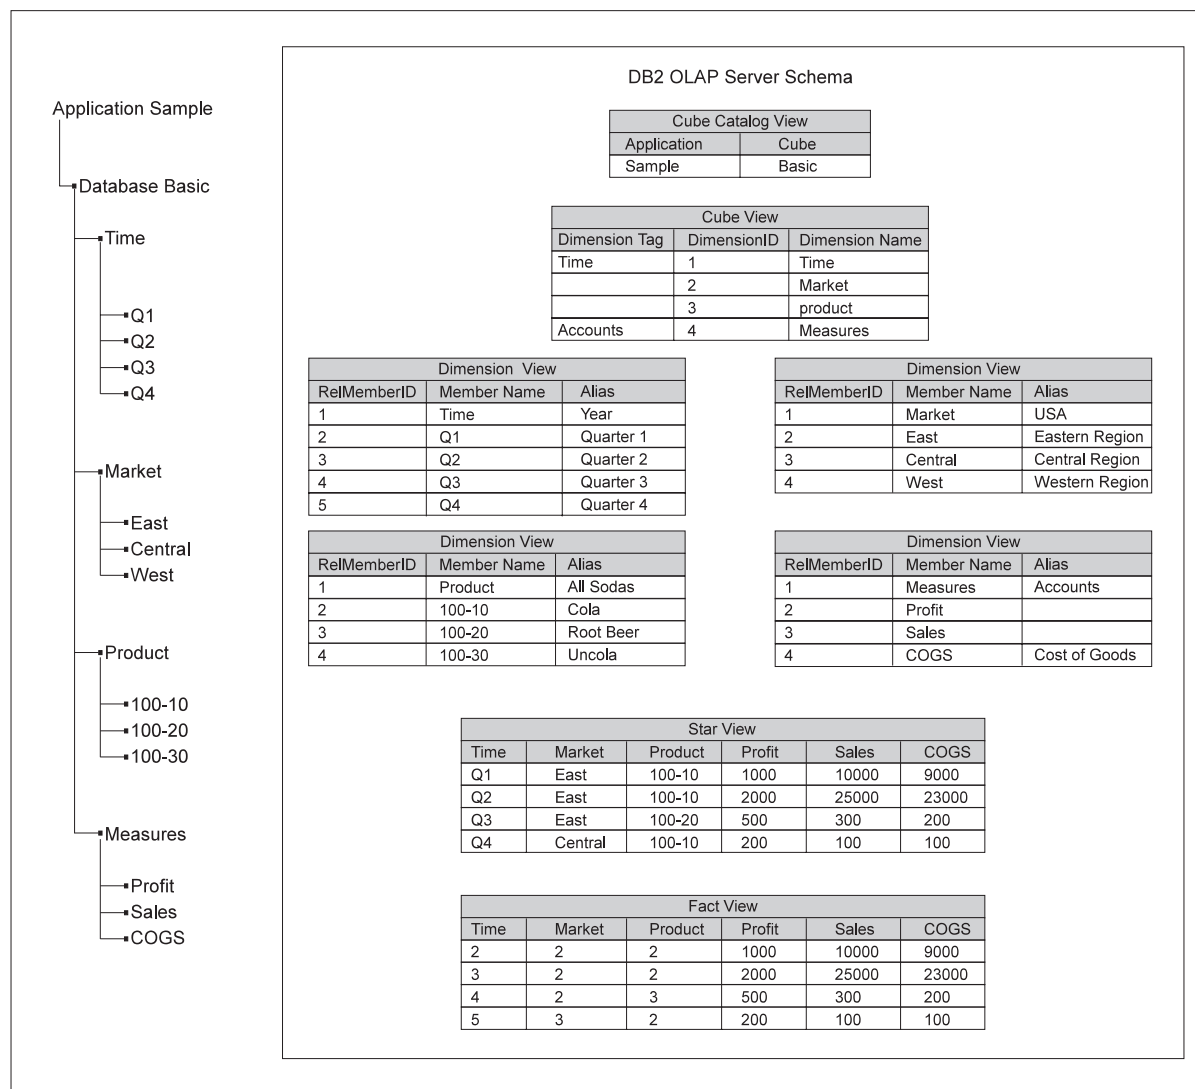 Application Sample
Database Basic
Time
Q1
Q2
Q3
Q4
Market
East
Central
West
Product
100-10
100-20
100-30
Measures
Profit
Sales
COGS
DB2 OLAP Server Schema
Cube Catalog View
Application Cube
Sample Basic
Cube View
Dimension Tag DimensionID Dimension Name
Time 1 Time
2 Market
3 product
Accounts 4 Measures
Dimension View
RelMemberID Member Name Alias
1 Time Year
2 Q1 Quarter 1
3 Q2 Quarter 2
4 Q3 Quarter 3
5 Q4 Quarter 4
Dimension View
RelMemberID Member Name Alias
1 Market USA
2 East Eastern Region
3 Central Central Region
4 West Western Region
Dimension View
RelMemberID Member Name Alias
1 Product All Sodas
2 100-10 Cola
3 100-20 Root Beer
4 100-30 Uncola
Dimension View
RelMemberID Member Name Alias
1 Measures Accounts
2 Profit
3 Sales
4 COGS Cost of Goods
Star View
Time Market Product Profit Sales COGS
Q1 East 100-10 1000 10000 9000
Q2 East 100-10 2000 25000 23000
Q3 East 100-20 500 300 200
Q4 Central 100-10 200 100 100
Fact View
Time Market Product Profit Sales COGS
2 2 2 1000 10000 9000
3 2 2 2000 25000 23000
4 2 3 500 300 200
5 3 2 200 100 100